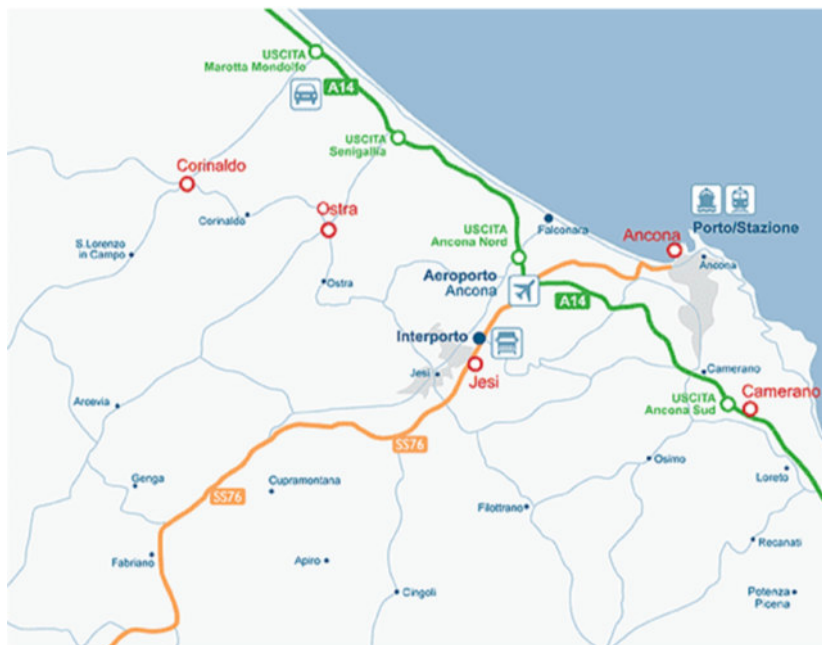 USCITA
Marotta Mondolfo
A14
USCITA
Senigallia
Corinaldo
Corinaldo
Ostra
S.Lorenzo
in Campo
USCITA
Ancona Nord
Falconara
Ancona
Porto/Stazione
Ancona
Ostra
Aeroporto
Ancona
A14
Interporto
Jesi
Jesi
Camerano
Camerano
USCITA
Ancona Sud
Arcevia
SS76
Osimo
Loreto
Genga
SS76
Cupramontana
Filottrano
Recanati
Fabriano
Apiro
Cingoli
Potenza
Picena